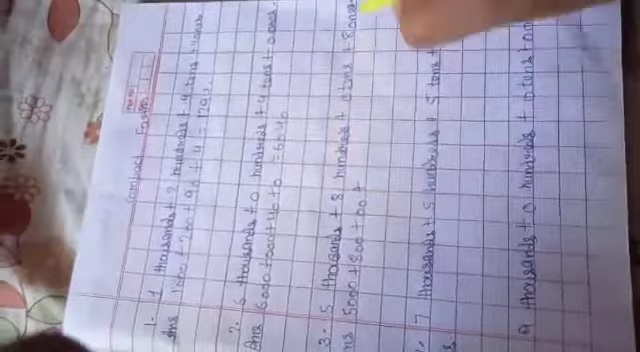 Compact Form
1. 1 thousands + 2 hundreds + 9 tens + 4 ones
Ans 1000 + 200 + 90 + 4 = 1294
2. 6 thousands + 0 hundreds + 4 tens + 0 ones
Ans 6000 + 000 + 40 + 0 = 6040
3. 5 thousands + 8 hundreds + 0 tens + 8 ones
Ans 5000 + 800 + 00 +
7 thousands + 5 hundreds + 5 tens +
9 thousands + 0 hundreds + 0 tens +